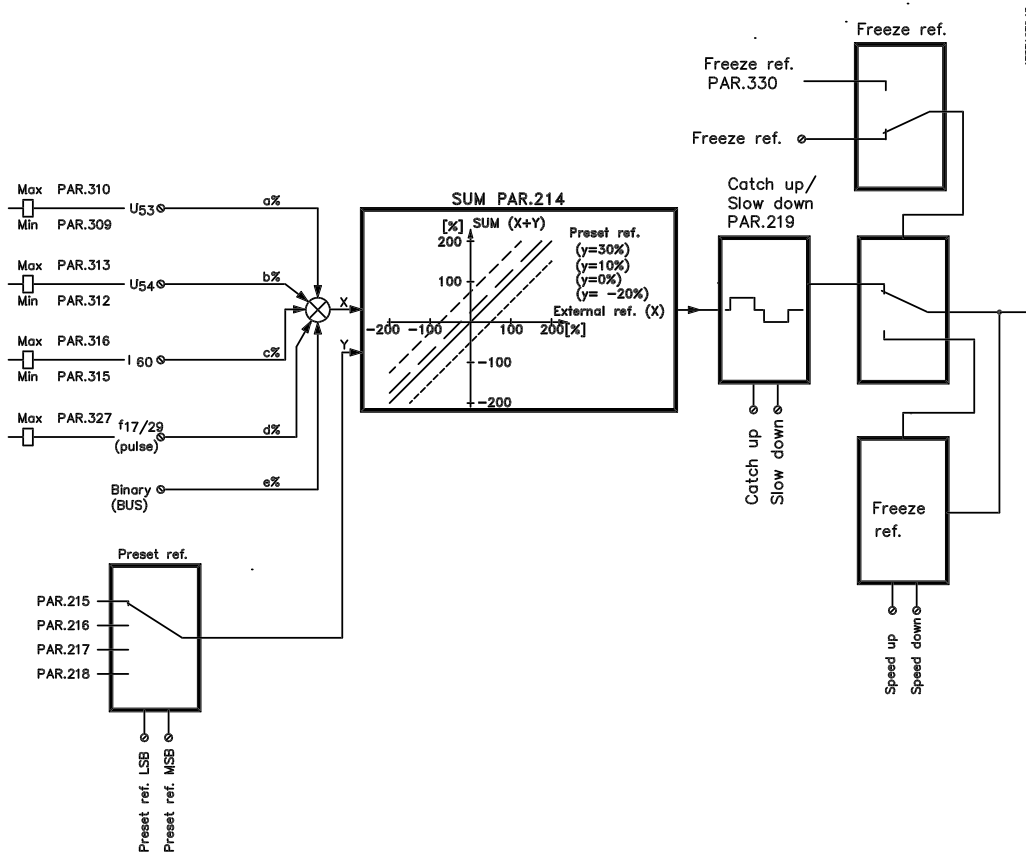 Freeze ref.
Freeze ref.
PAR.330
Freeze ref.
Max PAR.310
U53
Min PAR.309
a%
Max PAR.313
U54
Min PAR.312
b%
Max PAR.316
I 60
Min PAR.315
c%
Max PAR.327
f17/29
(pulse)
d%
Binary
(BUS)
e%
X
Y
SUM PAR.214
[%] SUM (X+Y)
200
100
-200 -100
100 200[%]
-100
-200
Preset ref.
(y=30%)
(y=10%)
(y=0%)
(y= -20%)
External ref. (X)
Catch up/
Slow down
PAR.219
Catch up
Slow down
Freeze
ref.
Speed up
Speed down
Preset ref.
PAR.215
PAR.216
PAR.217
PAR.218
Preset ref. LSB
Preset ref. MSB